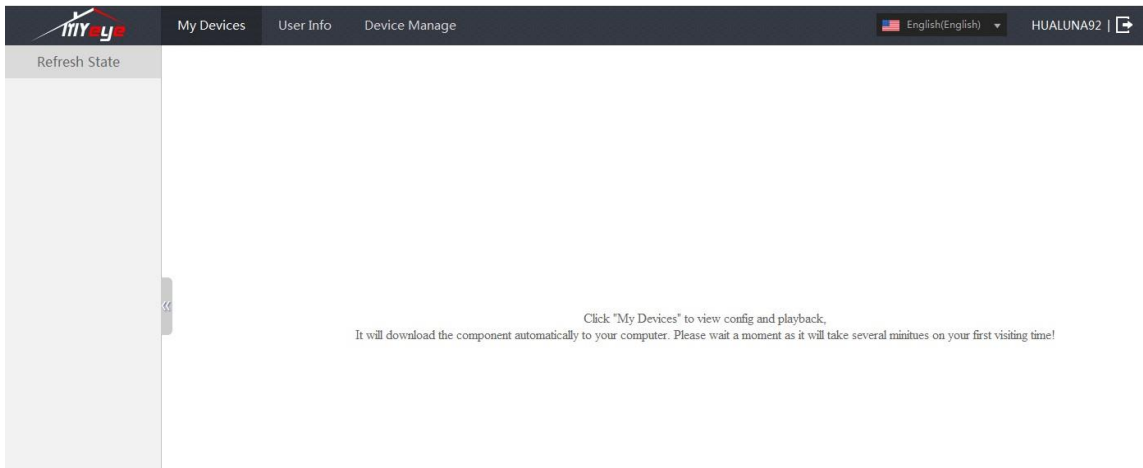 mYeye
My Devices
User Info
Device Manage
English(English)
HUALUNA92 |
Refresh State
«
Click "My Devices" to view config and playback,
It will download the component automatically to your computer. Please wait a moment as it will take several minitues on your first visiting time!